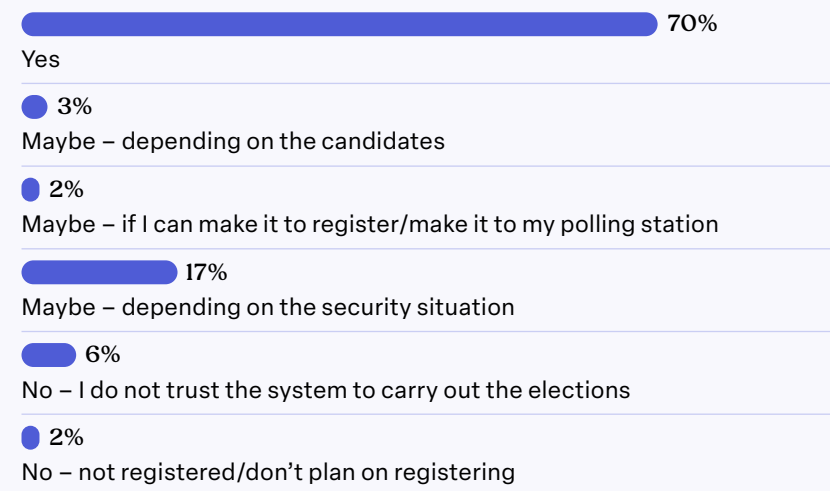 70%
Yes
3%
Maybe – depending on the candidates
2%
Maybe – if I can make it to register/make it to my polling station
17%
Maybe – depending on the security situation
6%
No – I do not trust the system to carry out the elections
2%
No – not registered/don’t plan on registering